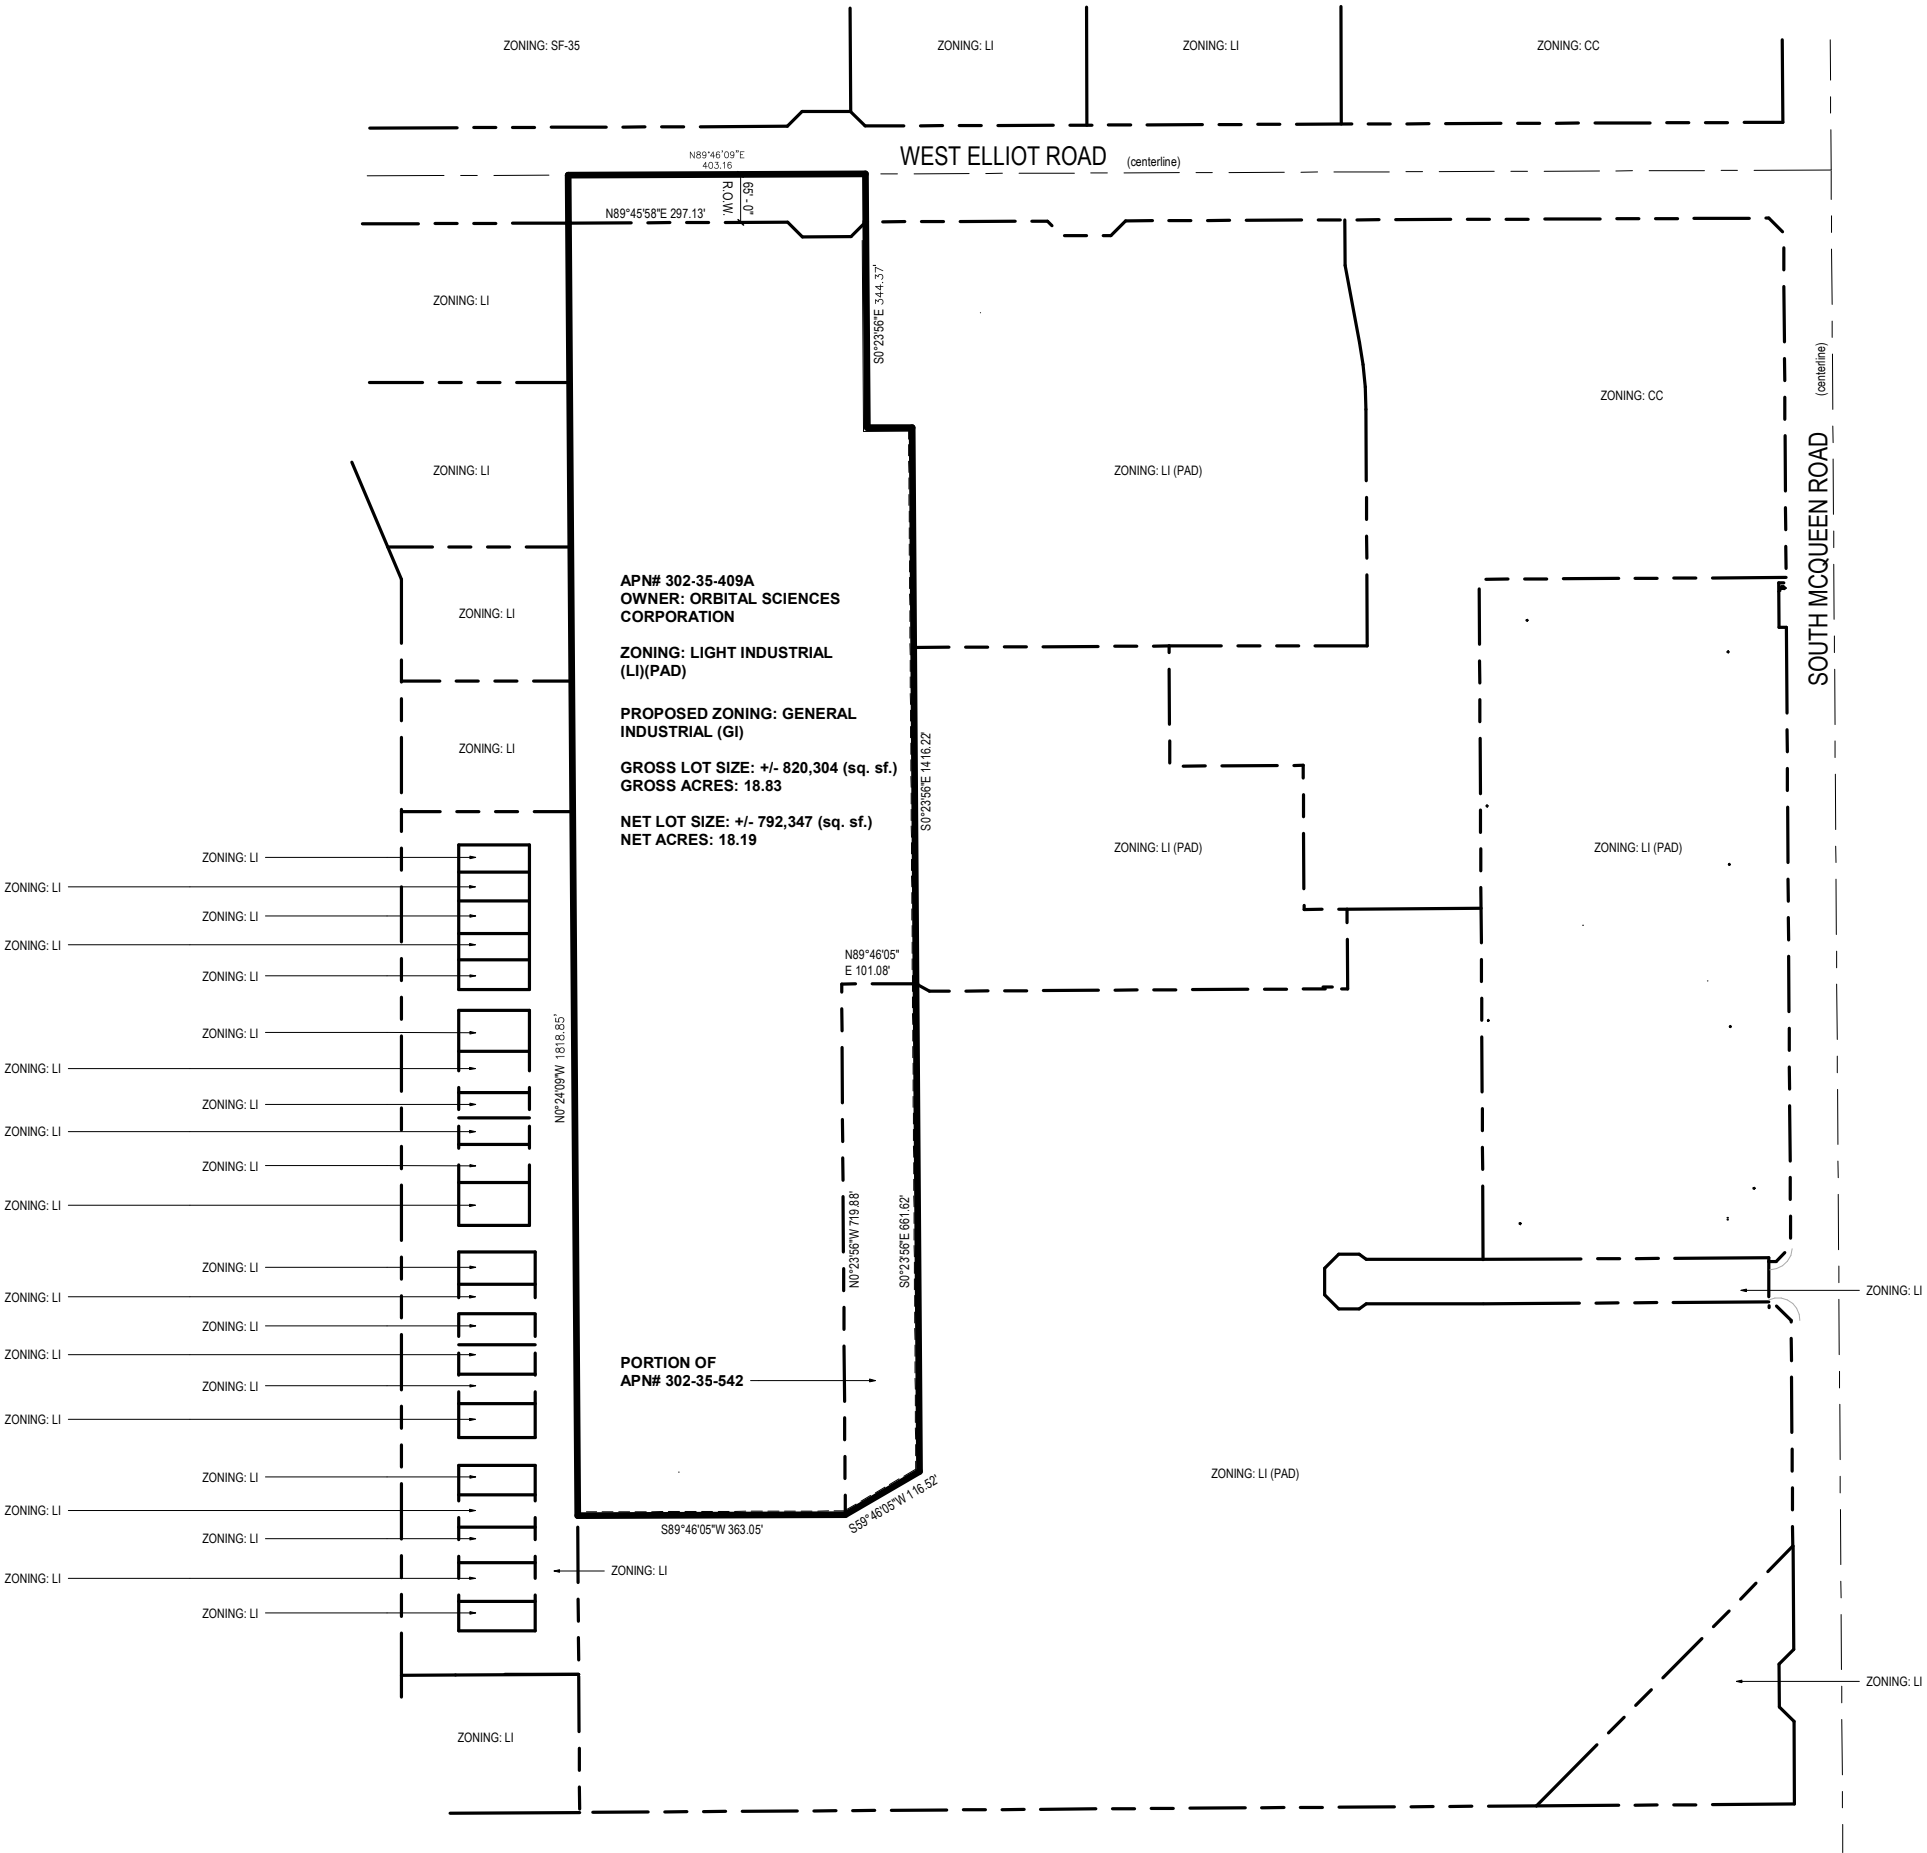 ZONING: SF-35
ZONING: LI
ZONING: LI
ZONING: CC
N89°46'09"E
403.16
WEST ELLIOT ROAD
(centerline)
65'-0"
R.O.W.
N89°45'58"E 297.13'
S0°23'56"E 344.37'
ZONING: LI
(centerline)
SOUTH MCQUEEN ROAD
ZONING: CC
ZONING: LI
ZONING: LI (PAD)
APN# 302-35-409A
OWNER: ORBITAL SCIENCES
CORPORATION
ZONING: LIGHT INDUSTRIAL
(LI)(PAD)
PROPOSED ZONING: GENERAL
INDUSTRIAL (GI)
GROSS LOT SIZE: +/- 820,304 (sq. sf.)
GROSS ACRES: 18.83
NET LOT SIZE: +/- 792,347 (sq. sf.)
NET ACRES: 18.19
ZONING: LI
ZONING: LI
S0°23'56"E 1416.22'
ZONING: LI (PAD)
ZONING: LI (PAD)
ZONING: LI
ZONING: LI
ZONING: LI
ZONING: LI
ZONING: LI
N89°46'05"
E 101.08'
N0°24'09"W 1818.85'
ZONING: LI
ZONING: LI
ZONING: LI
ZONING: LI
ZONING: LI
ZONING: LI
N0°23'56"W 719.88'
S0°23'56"E 661.62'
ZONING: LI
ZONING: LI
ZONING: LI
ZONING: LI
ZONING: LI
ZONING: LI
ZONING: LI
PORTION OF
APN# 302-35-542
ZONING: LI (PAD)
S59°46'05"W 116.52'
S89°46'05"W 363.05'
ZONING: LI
ZONING: LI
ZONING: LI
ZONING: LI
ZONING: LI
ZONING: LI
ZONING: LI
ZONING: LI